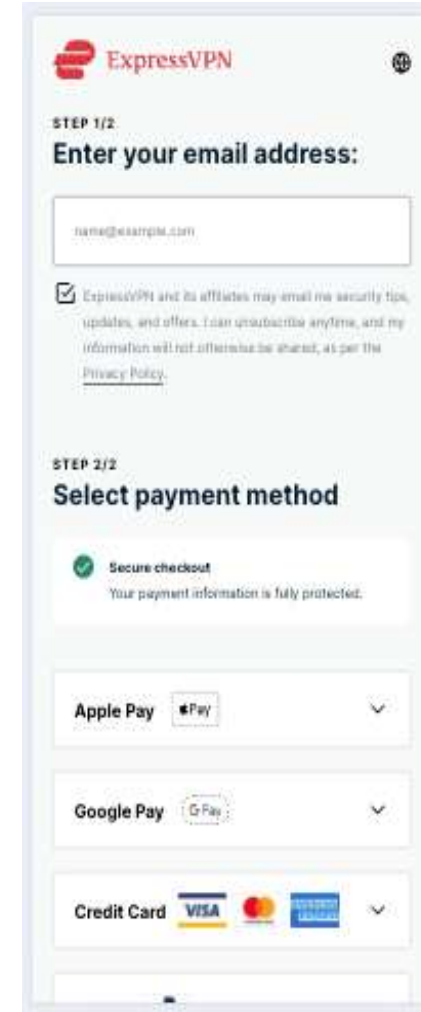 ExpressVPN
STEP 1/2
Enter your email address:
name@example.com
ExpressVPN and its affiliates may email me security tips,
updates, and offers. I can unsubscribe anytime, and my
information will not otherwise be shared, as per the
Privacy Policy.
STEP 2/2
Select payment method
Secure checkout
Your payment information is fully protected.
Apple Pay Pay
Google Pay G Pay
Credit Card VISA